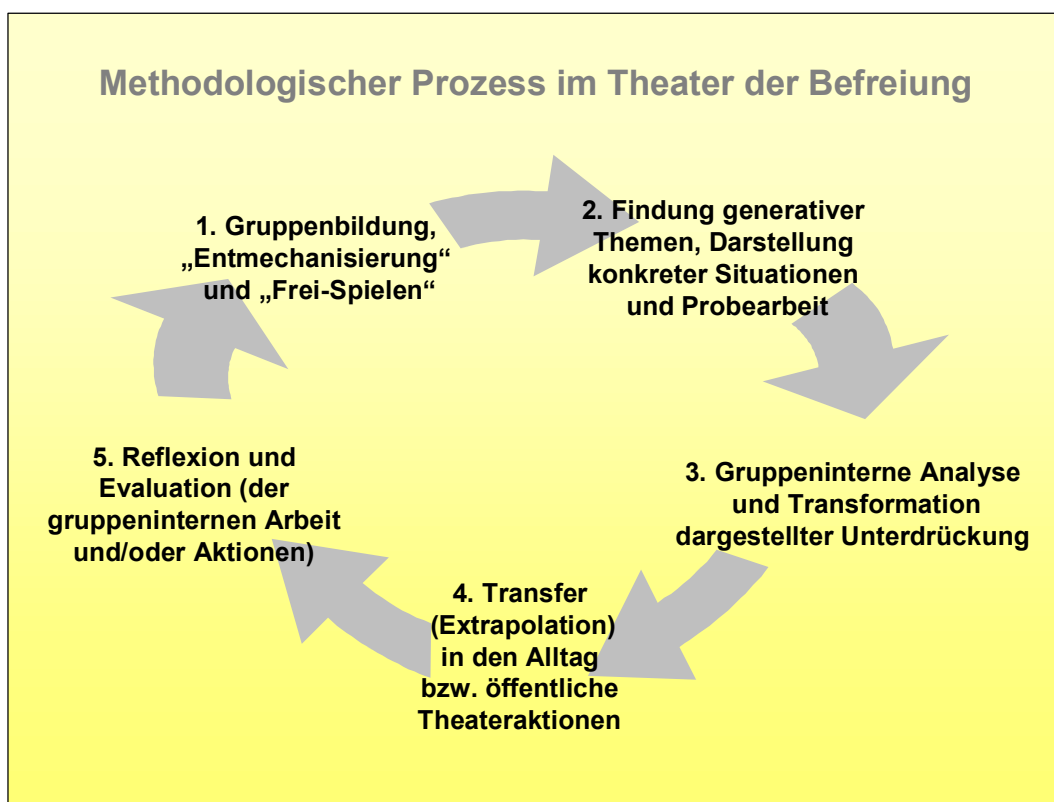 Methodologischer Prozess im Theater der Befreiung
1. Gruppenbildung,
„Entmechanisierung“
und „Frei-Spielen“
2. Findung generativer
Themen, Darstellung
konkreter Situationen
und Probearbeit
3. Gruppeninterne Analyse
und Transformation
dargestellter Unterdrückung
4. Transfer
(Extrapolation)
in den Alltag
bzw. öffentliche
Theateraktionen
5. Reflexion und
Evaluation (der
gruppeninternen Arbeit
und/oder Aktionen)